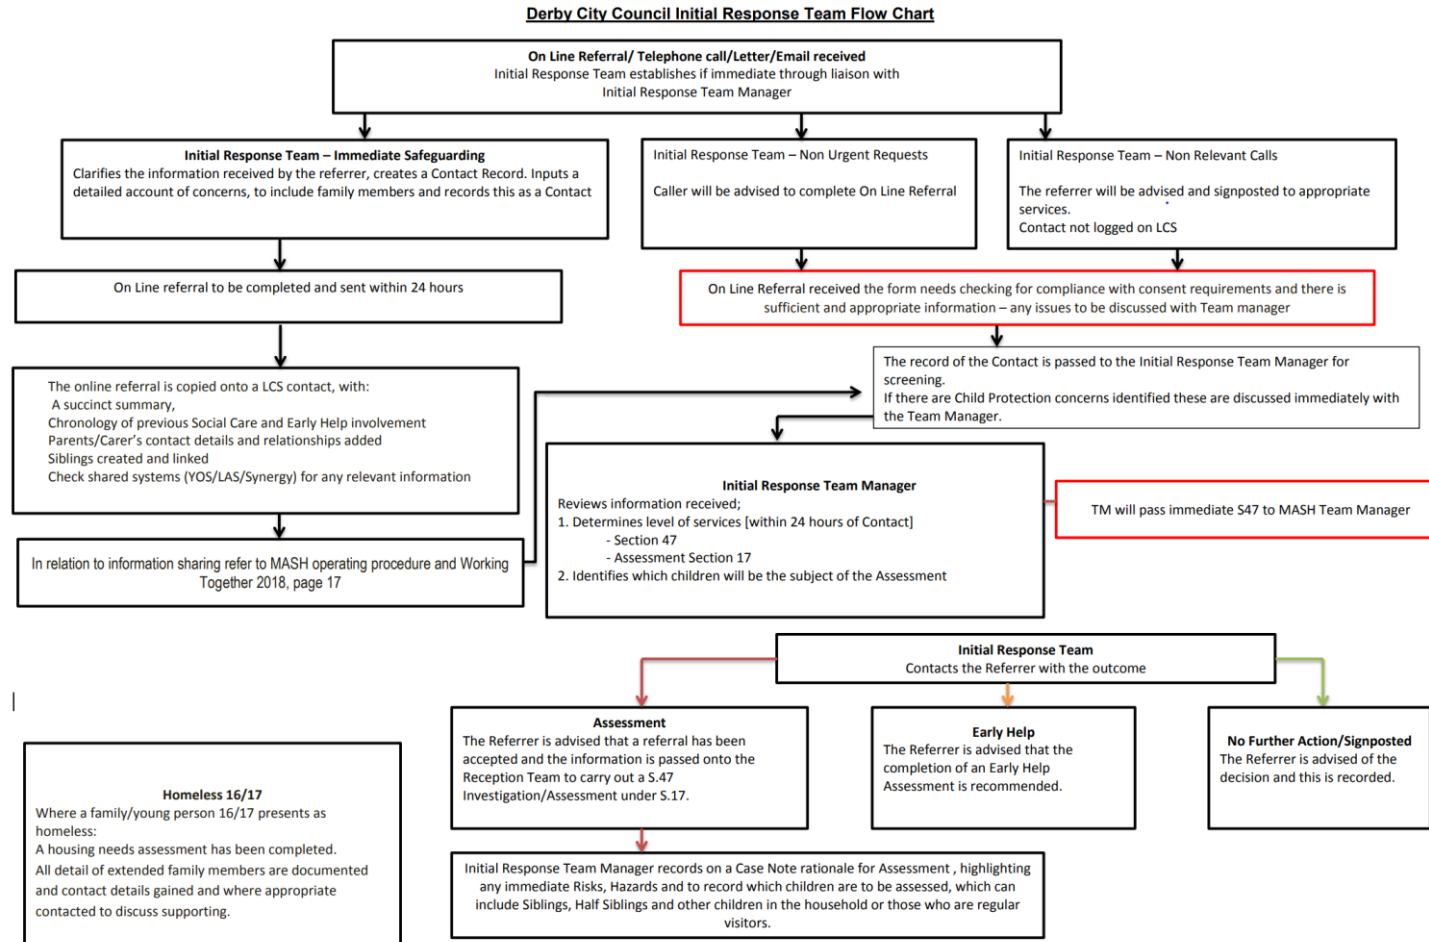 Derby City Council Initial Response Team Flow Chart
On Line Referral/ Telephone call/Letter/Email received
Initial Response Team establishes if immediate through liaison with
Initial Response Team Manager
Initial Response Team – Immediate Safeguarding
Clarifies the information received by the referrer, creates a Contact Record. Inputs a
detailed account of concerns, to include family members and records this as a Contact
Initial Response Team – Non Urgent Requests
Caller will be advised to complete On Line Referral
Initial Response Team – Non Relevant Calls
The referrer will be advised and signposted to appropriate
services.
Contact not logged on LCS
On Line referral to be completed and sent within 24 hours
On Line Referral received the form needs checking for compliance with consent requirements and there is
sufficient and appropriate information – any issues to be discussed with Team manager
The online referral is copied onto a LCS contact, with:
A succinct summary,
Chronology of previous Social Care and Early Help involvement
Parents/Carer's contact details and relationships added
Siblings created and linked
Check shared systems (YOS/LAS/Synergy) for any relevant information
The record of the Contact is passed to the Initial Response Team Manager for
screening.
If there are Child Protection concerns identified these are discussed immediately with
the Team Manager.
In relation to information sharing refer to MASH operating procedure and Working
Together 2018, page 17
Initial Response Team Manager
Reviews information received;
1. Determines level of services [within 24 hours of Contact]
- Section 47
- Assessment Section 17
2. Identifies which children will be the subject of the Assessment
TM will pass immediate S47 to MASH Team Manager
Initial Response Team
Contacts the Referrer with the outcome
Assessment
The Referrer is advised that a referral has been
accepted and the information is passed onto the
Reception Team to carry out a S.47
Investigation/Assessment under S.17.
Early Help
The Referrer is advised that the
completion of an Early Help
Assessment is recommended.
No Further Action/Signposted
The Referrer is advised of the
decision and this is recorded.
Homeless 16/17
Where a family/young person 16/17 presents as
homeless:
A housing needs assessment has been completed.
All detail of extended family members are documented
and contact details gained and where appropriate
contacted to discuss supporting.
Initial Response Team Manager records on a Case Note rationale for Assessment , highlighting
any immediate Risks, Hazards and to record which children are to be assessed, which can
include Siblings, Half Siblings and other children in the household or those who are regular
visitors.